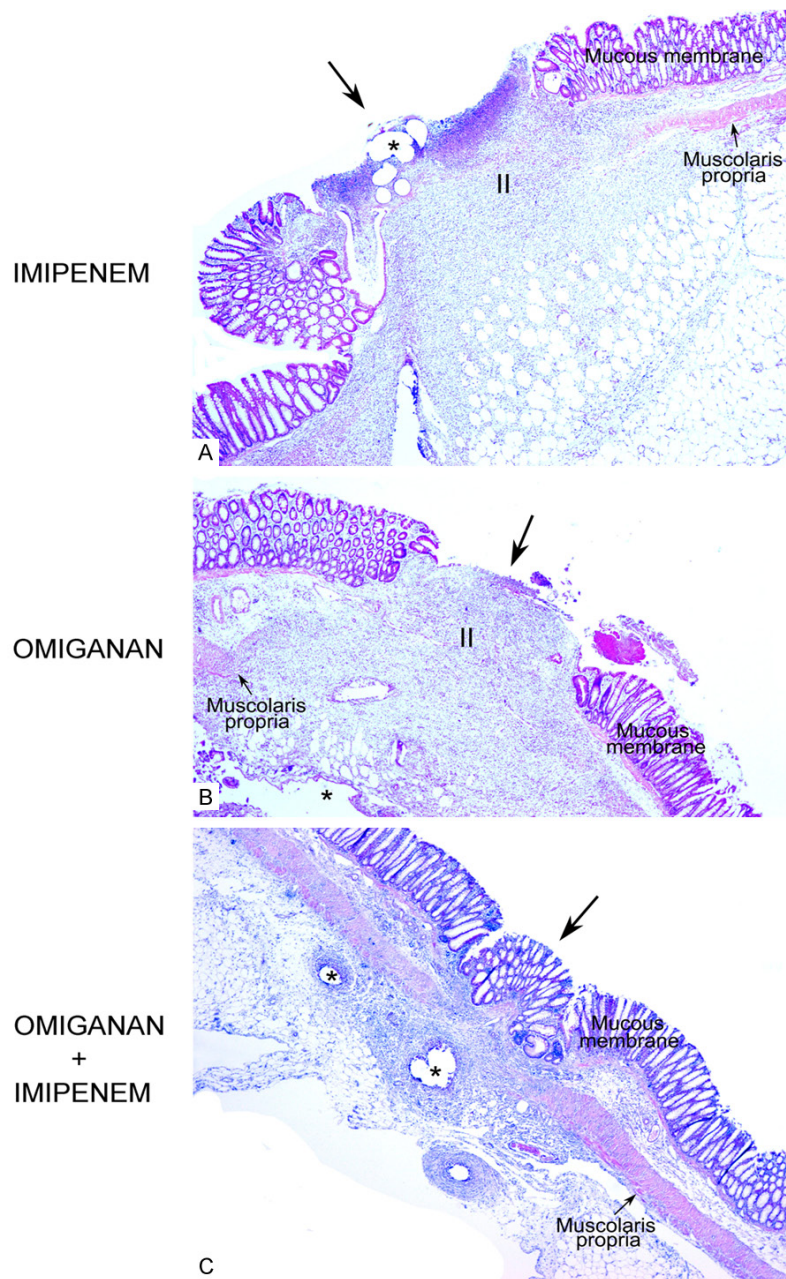 IMIPENEM
Mucous membrane
*
Muscolaris
propria
II
A
OMIGANAN
II
Muscolaris
propria
Mucous
membrane
*
B
OMIGANAN
+
IMIPENEM
*
Mucous
membrane
*
Muscolaris
propria
C